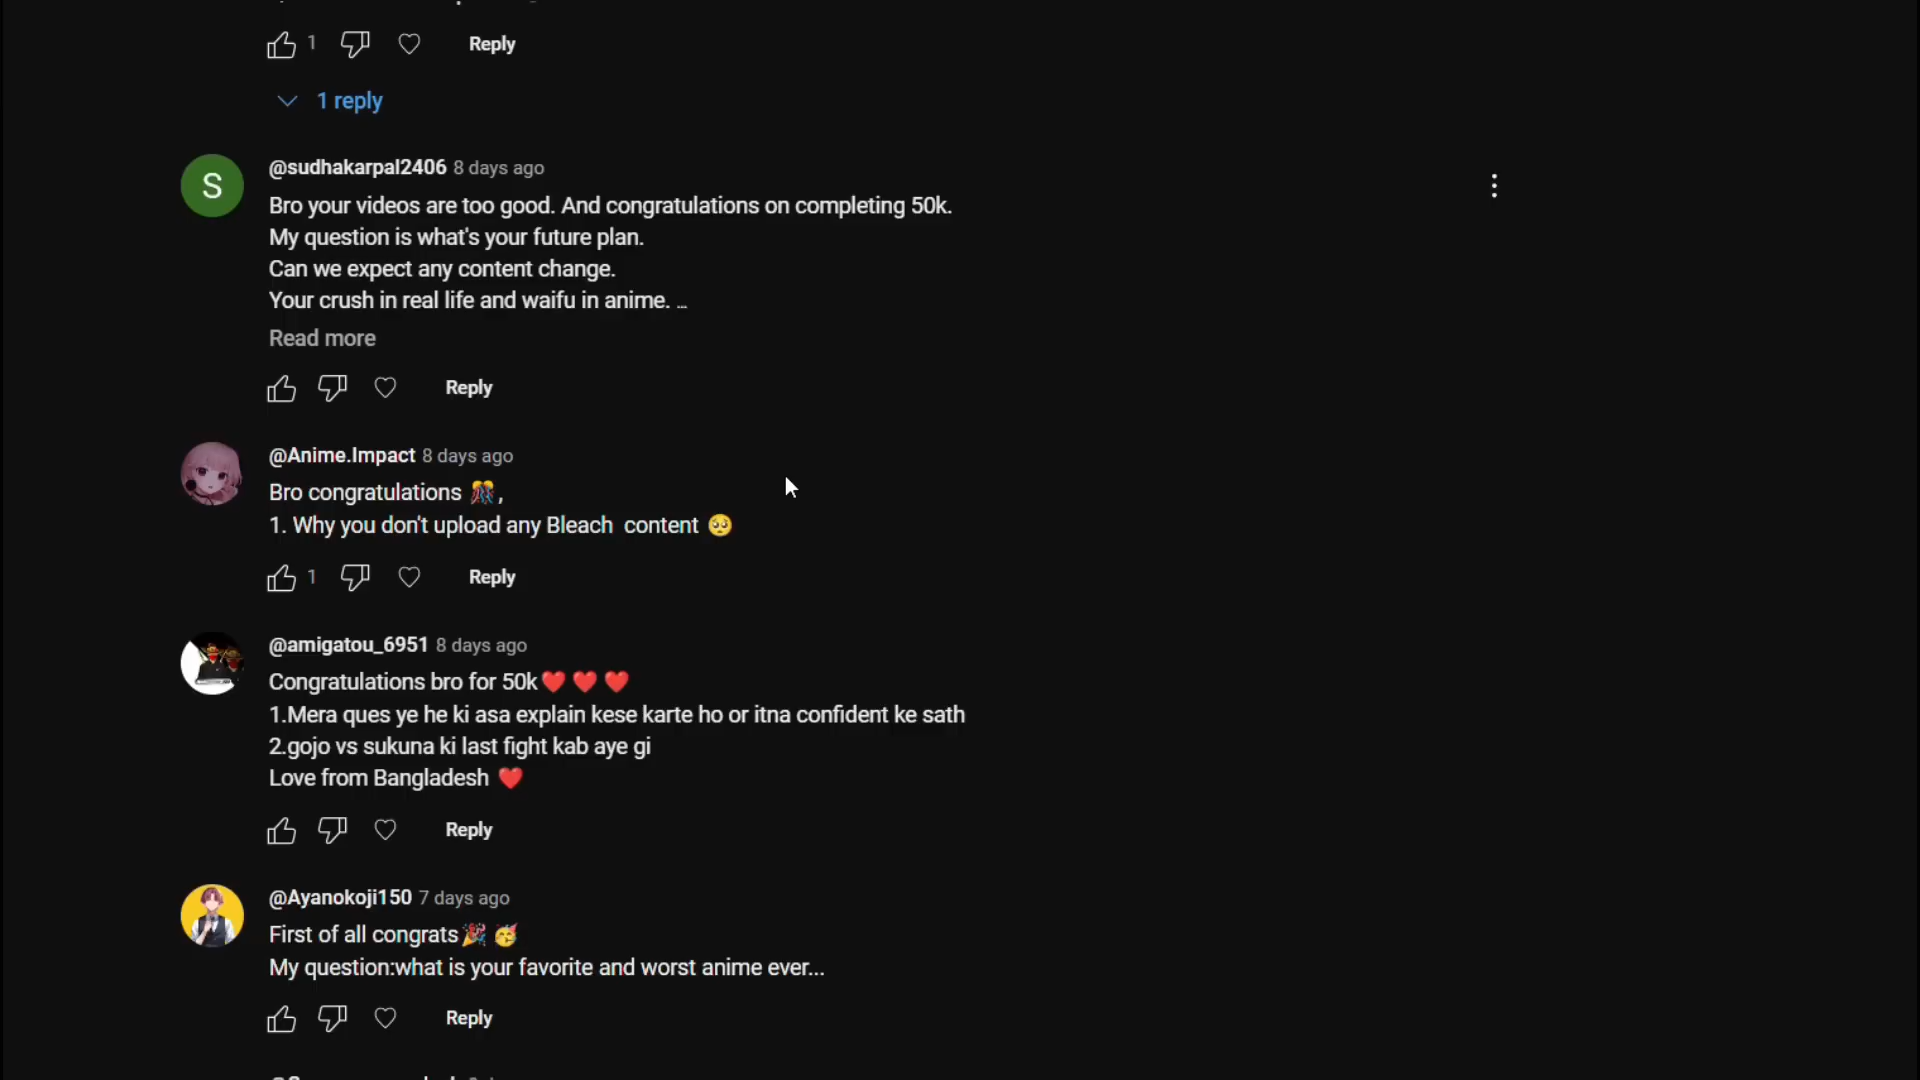 1
Reply
1 reply
S
@sudhakarpal2406 8 days ago
Bro your videos are too good. And congratulations on completing 50k.
My question is what's your future plan.
Can we expect any content change.
Your crush in real life and waifu in anime. ...
Read more
Reply
@Anime.Impact 8 days ago
Bro congratulations 🎊,
1. Why you don't upload any Bleach  content 🥺
1
Reply
@amigatou_6951 8 days ago
Congratulations bro for 50k❤️ ❤️ ❤️
1.Mera ques ye he ki asa explain kese karte ho or itna confident ke sath
2.gojo vs sukuna ki last fight kab aye gi
Love from Bangladesh ❤️
Reply
@Ayanokoji150 7 days ago
First of all congrats🎉 🥳
My question:what is your favorite and worst anime ever...
Reply